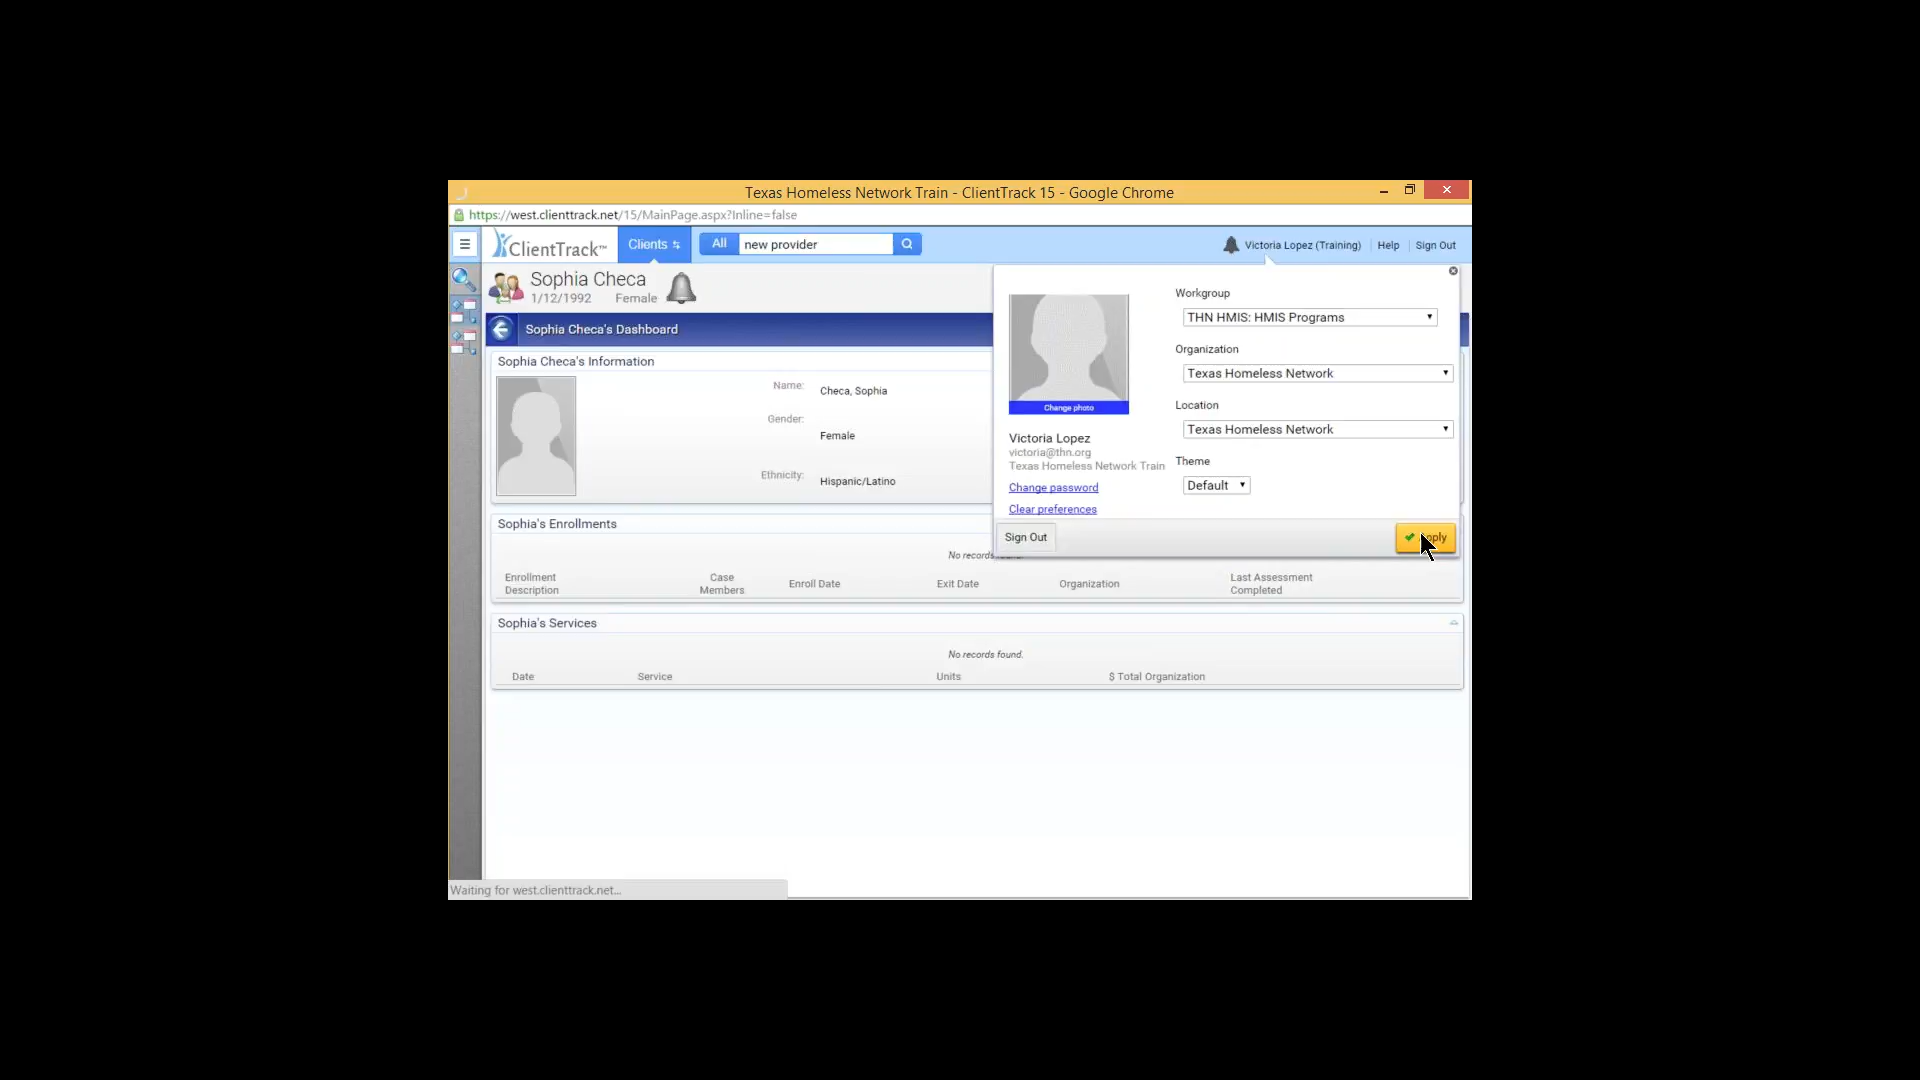 Texas Homeless Network Train - ClientTrack 15 - Google Chrome
https://west.clienttrack.net/15/MainPage.aspx?Inline=false
ClientTrack™ Clients All new provider Victoria Lopez (Training) Help Sign Out
Sophia Checa
1/12/1992 Female
Sophia Checa's Dashboard
Sophia Checa's Information
Name: Checa, Sophia
Gender: Female
Ethnicity: Hispanic/Latino
Workgroup
THN HMIS: HMIS Programs
Organization
Texas Homeless Network
Location
Texas Homeless Network
Theme
Default
Change photo
Victoria Lopez
victoria@thn.org
Texas Homeless Network Train
Change password
Clear preferences
Sign Out
Sophia's Enrollments
No records
Enrollment Description Case Members Enroll Date Exit Date Organization Last Assessment Completed
Sophia's Services
No records found.
Date Service Units $ Total Organization
Waiting for west.clienttrack.net...